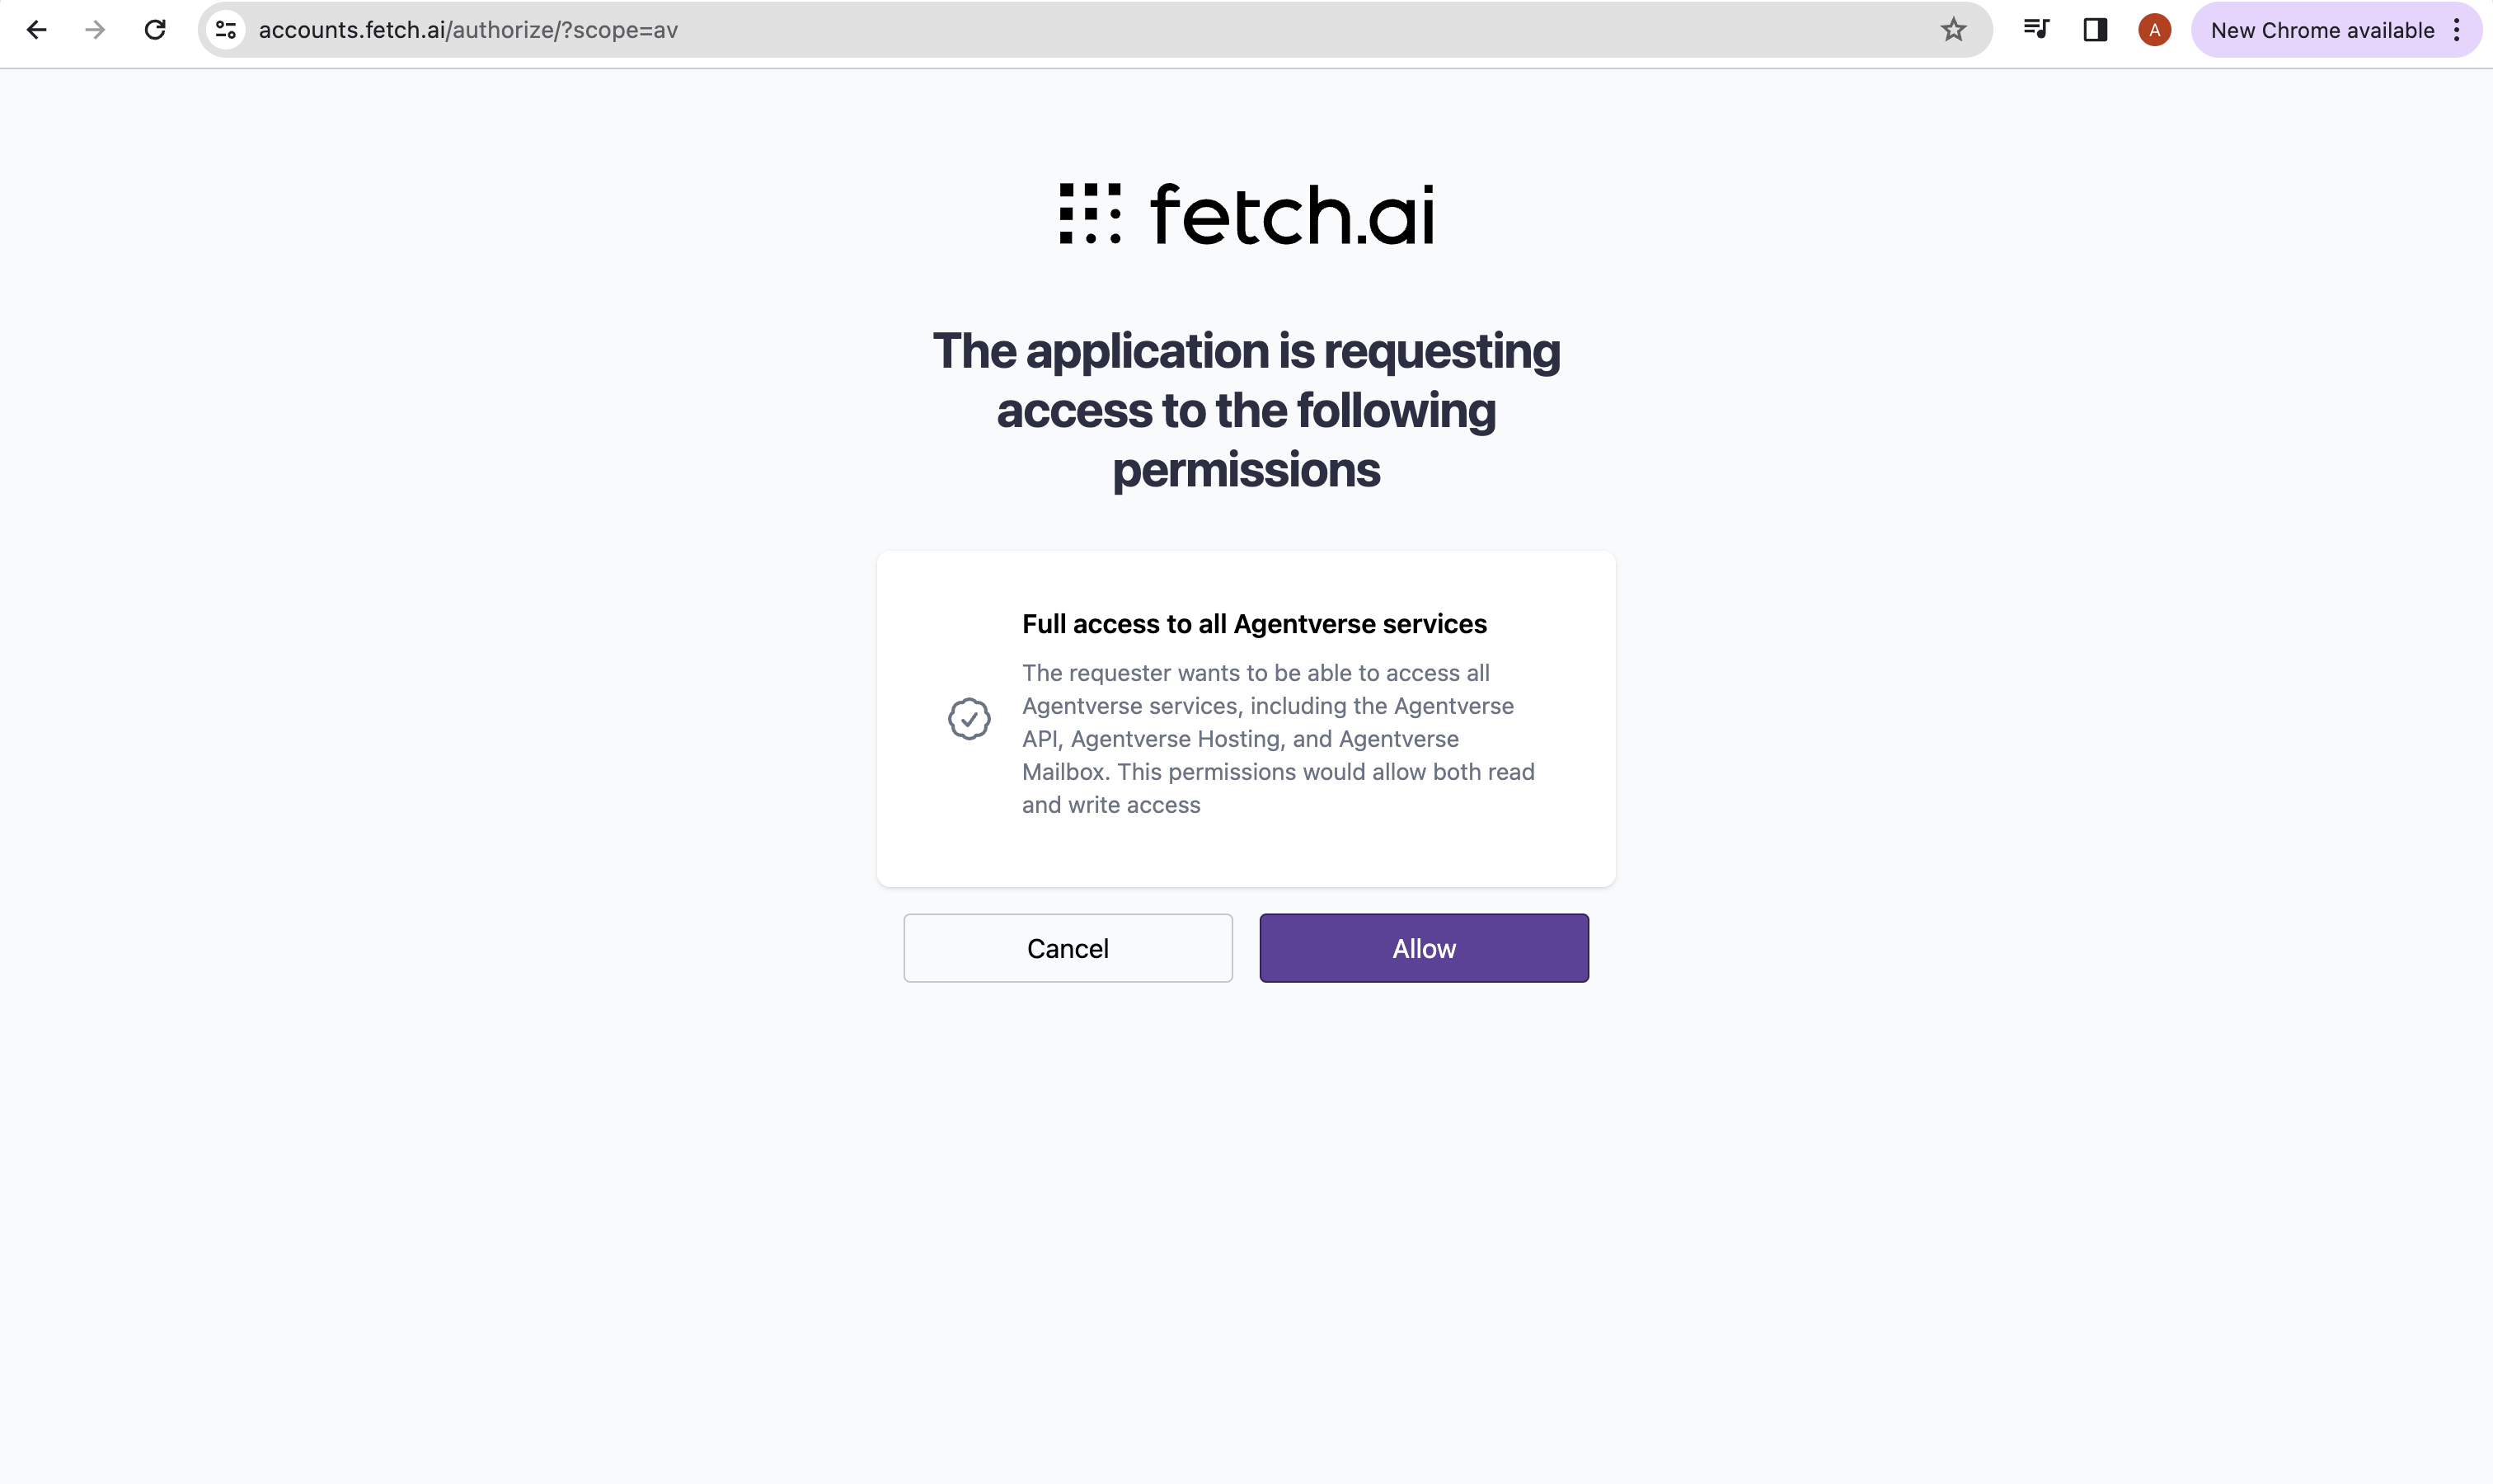 accounts.fetch.ai/authorize/?scope=av
A
New Chrome available
fetch.ai
The application is requesting
access to the following
permissions
Full access to all Agentverse services
The requester wants to be able to access all
Agentverse services, including the Agentverse
API, Agentverse Hosting, and Agentverse
Mailbox. This permissions would allow both read
and write access
Cancel
Allow